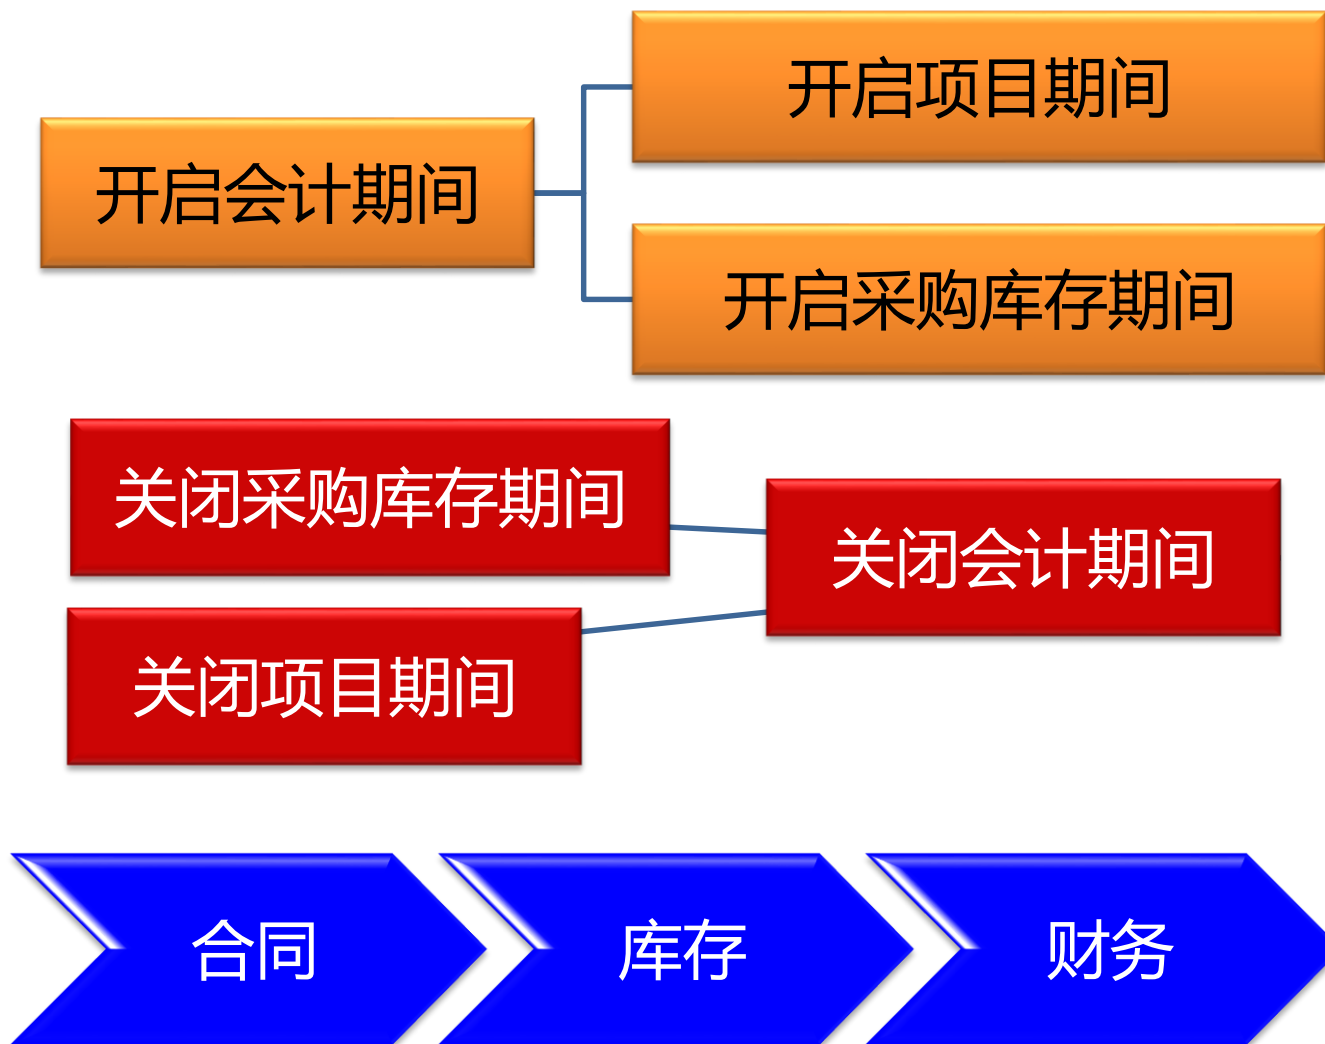 开启项目期间
开启会计期间
开启采购库存期间
关闭采购库存期间
关闭会计期间
关闭项目期间
合同
库存
财务